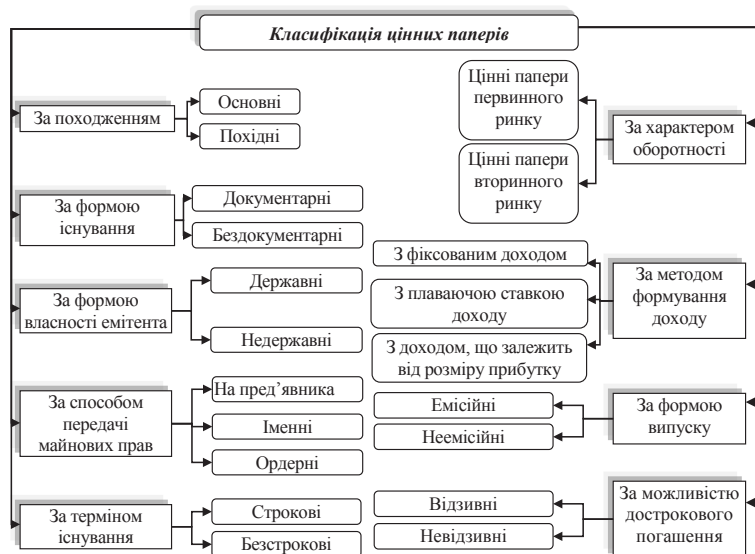 Класифікація цінних паперів
За походженням
Основні
Похідні
За формою
існування
Документарні
Бездокументарні
За формою
власності емітента
Державні
Недержавні
За способом
передачі
майнових прав
На пред’явника
Іменні
Ордерні
За терміном
існування
Строкові
Безстрокові
Цінні папери
первинного
ринку
Цінні папери
вторинного
ринку
За характером
оборотності
З фіксованим доходом
З плаваючою ставкою
доходу
З доходом, що залежить
від розміру прибутку
За методом
формування
доходу
Емісійні
Неемісійні
За формою
випуску
Відзивні
Невідзивні
За можливістю
дострокового
погашення